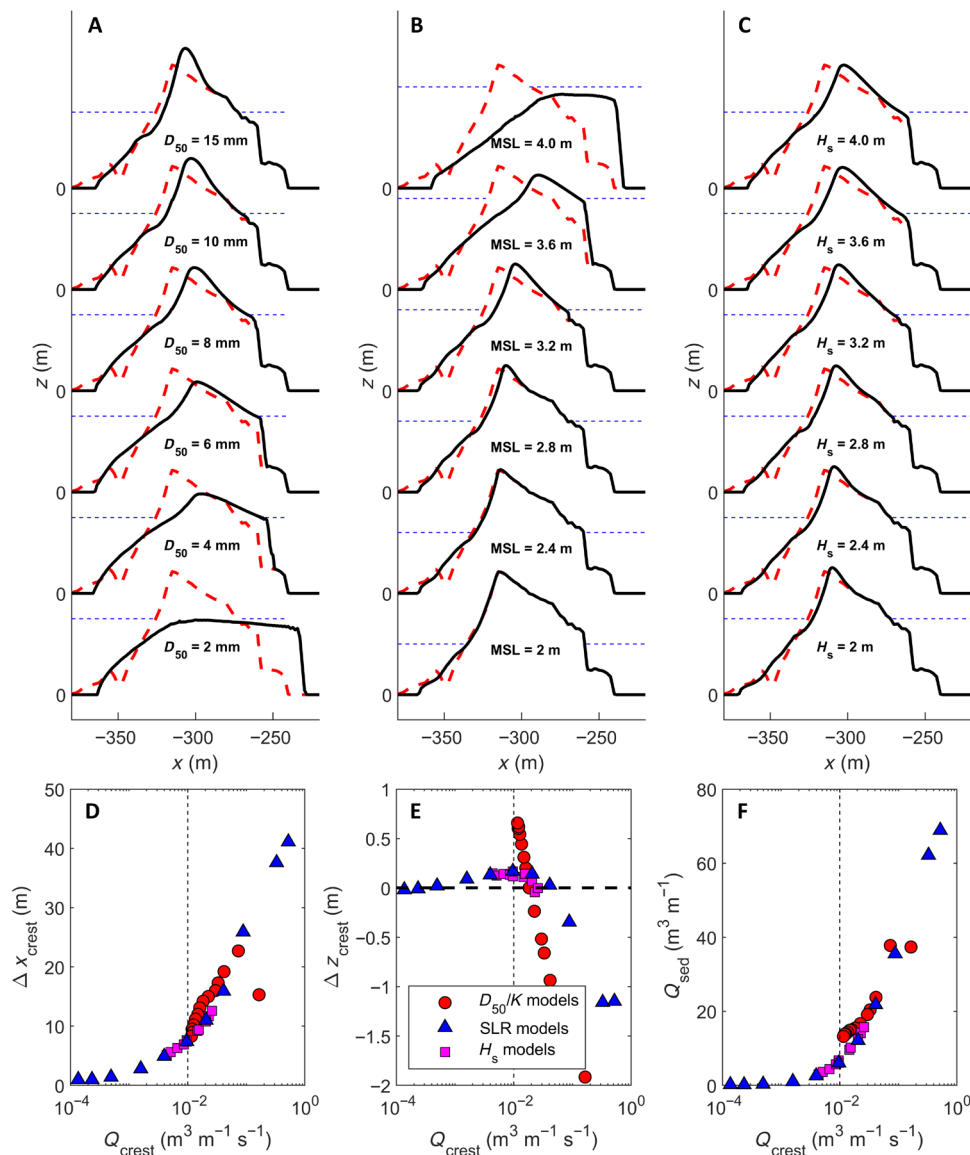 A
B
C
D50 = 15 mm
MSL = 4.0 m
Hs = 4.0 m
0
0
0
D50 = 10 mm
MSL = 3.6 m
Hs = 3.6 m
0
0
0
D50 = 8 mm
MSL = 3.2 m
Hs = 3.2 m
z (m)
z (m)
z (m)
0
0
0
D50 = 6 mm
MSL = 2.8 m
Hs = 2.8 m
0
0
0
D50 = 4 mm
MSL = 2.4 m
Hs = 2.4 m
0
0
0
D50 = 2 mm
MSL = 2 m
Hs = 2 m
0
0
0
−350 −300 −250
−350 −300 −250
−350 −300 −250
x (m)
x (m)
x (m)
D
50
40
30
20
10
0
Δ xcrest (m)
10−4 10−2 100
Qcrest (m3 m−1 s−1)
E
1
0.5
0
−0.5
−1
−1.5
−2
Δ zcrest (m)
D50/K models
SLR models
Hs models
10−4 10−2 100
Qcrest (m3 m−1 s−1)
F
80
60
40
20
0
Qsed (m3 m−1)
10−4 10−2 100
Qcrest (m3 m−1 s−1)